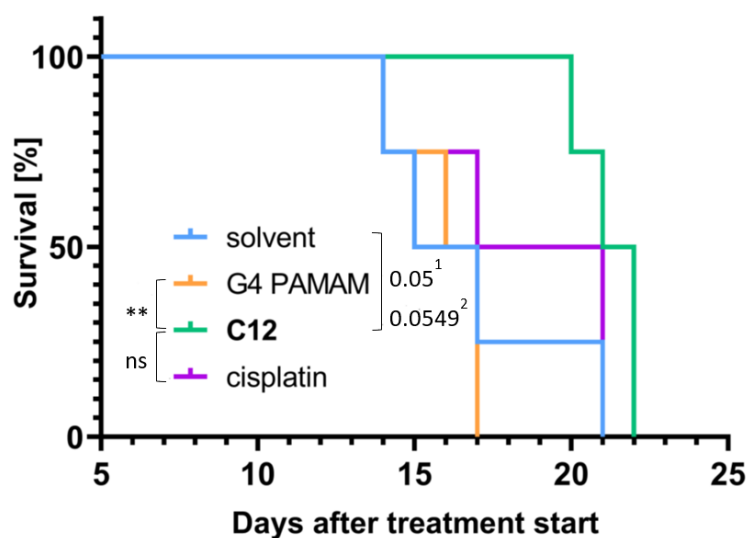 Survival [%]
100
50
0
solvent
G4 PAMAM
C12
cisplatin
**
ns
0.05¹
0.0549²
5 10 15 20 25
Days after treatment start